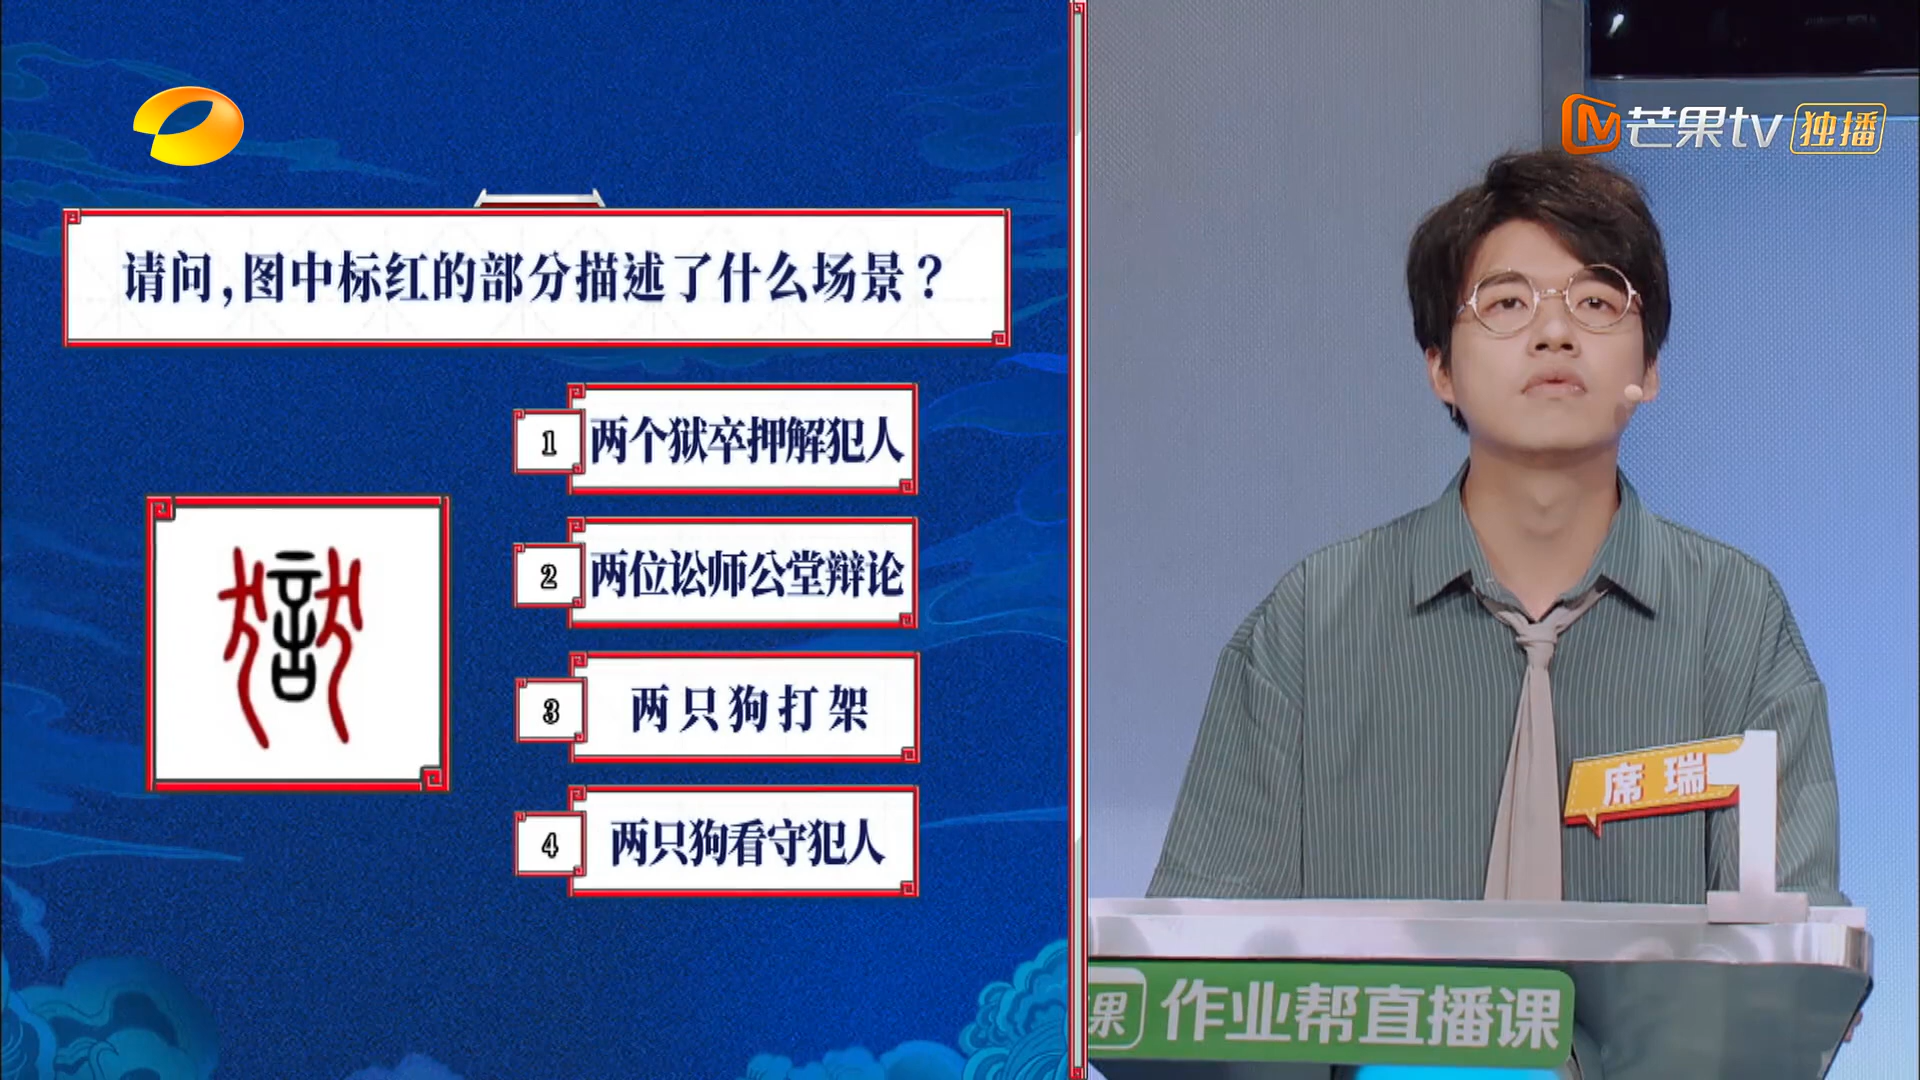 芒果tv 独播
请问,图中标红的部分描述了什么场景?
1 两个狱卒押解犯人
2 两位讼师公堂辩论
3 两只狗打架
4 两只狗看守犯人
席瑞
1
课 作业帮直播课